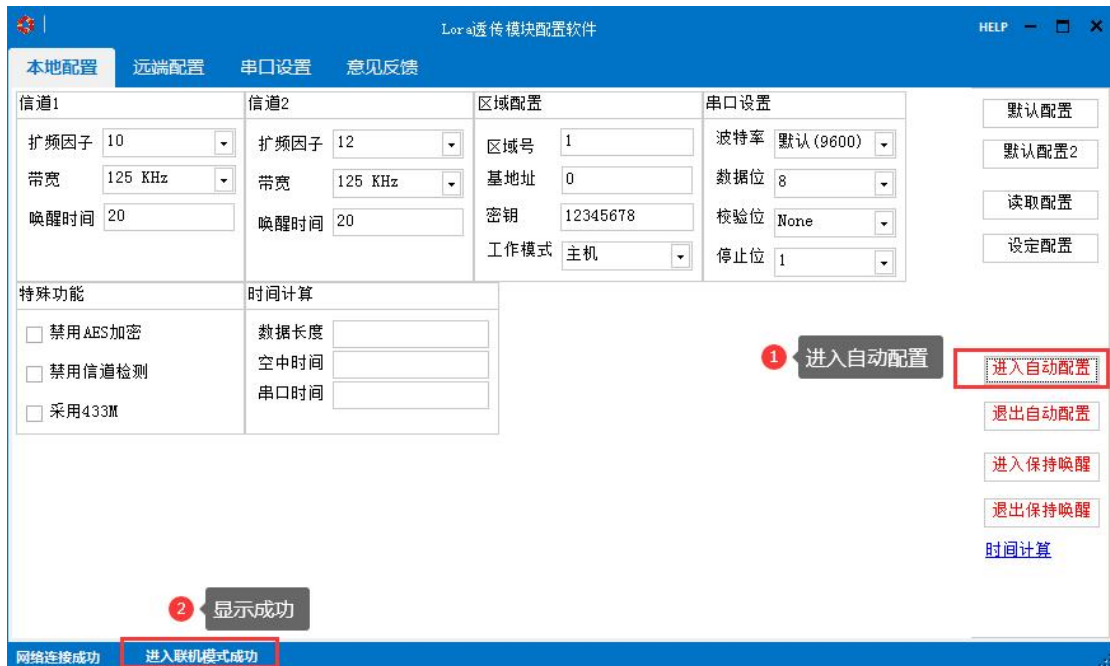 Lora透传模块配置软件
HELP
本地配置 远端配置 串口设置 意见反馈
信道1
扩频因子 10
带宽 125 KHz
唤醒时间 20
信道2
扩频因子 12
带宽 125 KHz
唤醒时间 20
区域配置
区域号 1
基地址 0
密钥 12345678
工作模式 主机
串口设置
波特率 默认(9600)
数据位 8
校验位 None
停止位 1
默认配置
默认配置2
读取配置
设定配置
特殊功能
禁用AES加密
禁用信道检测
采用433M
时间计算
数据长度
空中时间
串口时间
1 进入自动配置
进入自动配置
退出自动配置
进入保持唤醒
退出保持唤醒
时间计算
2 显示成功
网络连接成功 进入联机模式成功